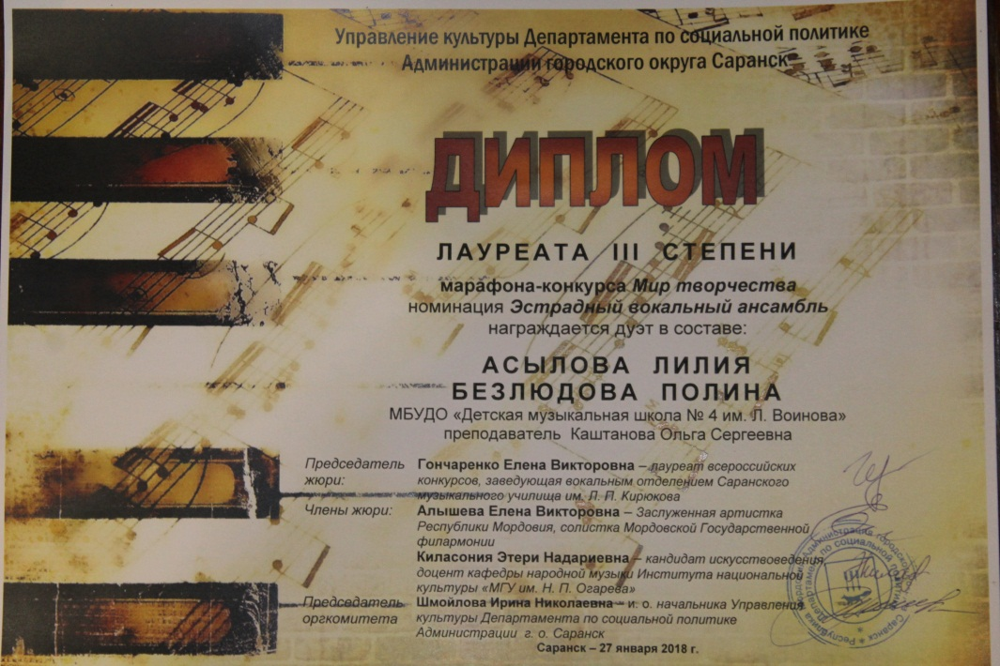 Управление культуры Департамента по социальной политике
Администрации городского округа Саранск
ДИПЛОМ
ЛАУРЕАТА III СТЕПЕНИ
марафона-конкурса Мир творчества
номинация Эстрадный вокальный ансамбль
награждается дуэт в составе:
АСЫЛОВА ЛИЛИЯ
БЕЗЛЮДОВА ПОЛИНА
МБУДО «Детская музыкальная школа № 4 им. Л. Воинова»
преподаватель Каштанова Ольга Сергеевна
Председатель жюри: Гончаренко Елена Викторовна – лауреат всероссийских
конкурсов, заведующая вокальным отделением Саранского
музыкального училища им. Л. П. Кирюкова
Члены жюри: Алышева Елена Викторовна – Заслуженная артистка
Республики Мордовия, солистка Мордовской Государственной
филармонии
Киласония Этери Надариевна – кандидат искусствоведения,
доцент кафедры народной музыки Института национальной
культуры «МГУ им. Н. П. Огарева»
Председатель оргкомитета Шмойлова Ирина Николаевна – и. о. начальника Управления
культуры Департамента по социальной политике
Администрации г. о. Саранск
Саранск – 27 января 2018 г.